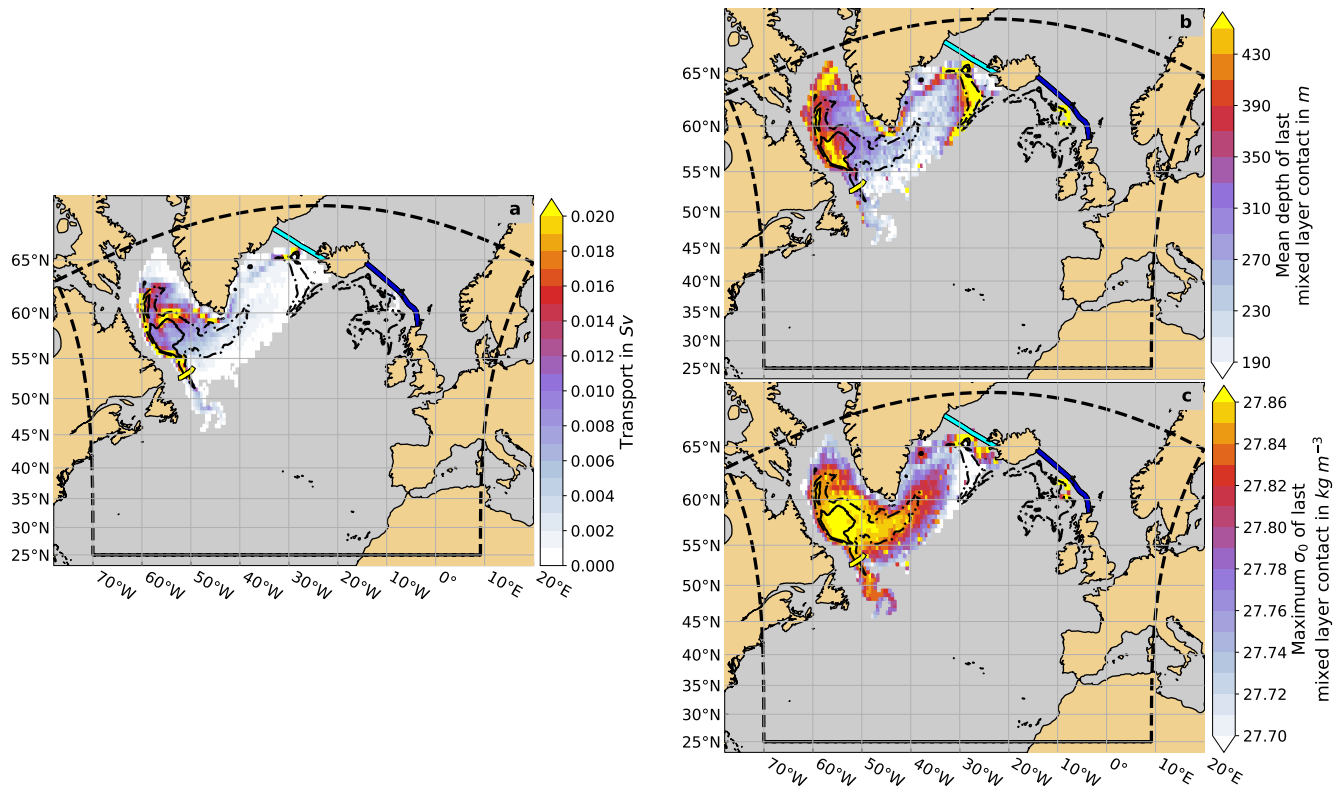 a
65°N
60°N
55°N
50°N
45°N
40°N
35°N
30°N
25°N
70°W
60°W
50°W
40°W
30°W
20°W
10°W
0°
10°E
20°E
0.020
0.018
0.016
0.014
0.012
0.010
0.008
0.006
0.004
0.002
0.000
Transport in Sv
b
65°N
60°N
55°N
50°N
45°N
40°N
35°N
30°N
25°N
430
390
350
310
270
230
190
Mean depth of last
mixed layer contact in m
c
65°N
60°N
55°N
50°N
45°N
40°N
35°N
30°N
25°N
70°W
60°W
50°W
40°W
30°W
20°W
10°W
0°
10°E
20°E
27.86
27.84
27.82
27.80
27.78
27.76
27.74
27.72
27.70
Maximum σ₀ of last
mixed layer contact in kg m⁻³